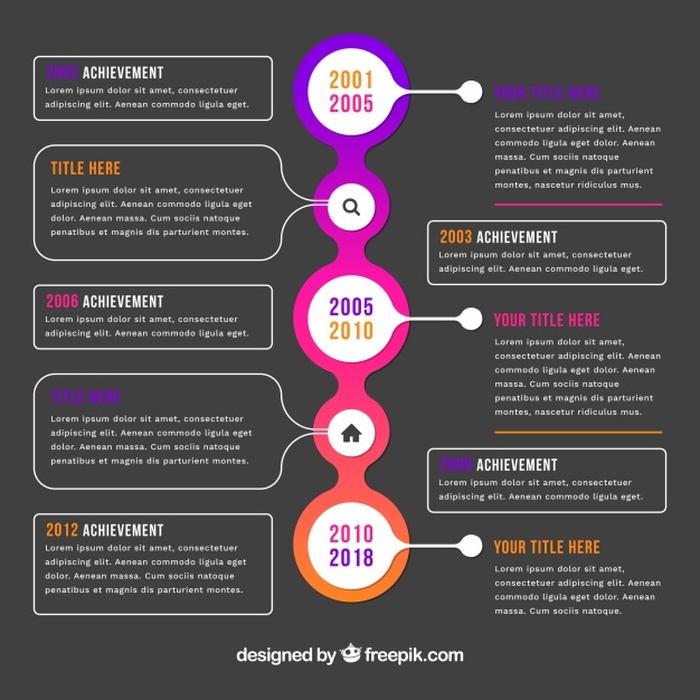 2002 ACHIEVEMENT
Lorem ipsum dolor sit amet, consectetuer
adipiscing elit. Aenean commodo ligula eget.
TITLE HERE
Lorem ipsum dolor sit amet, consectetuer
adipiscing elit. Aenean commodo ligula eget
dolor. Aenean massa. Cum sociis natoque
penatibus et magnis dis parturient montes.
2006 ACHIEVEMENT
Lorem ipsum dolor sit amet, consectetuer
adipiscing elit. Aenean commodo ligula eget.
TITLE HERE
Lorem ipsum dolor sit amet, consectetuer
adipiscing elit. Aenean commodo ligula eget
dolor. Aenean massa. Cum sociis natoque
penatibus et magnis dis parturient montes.
2012 ACHIEVEMENT
Lorem ipsum dolor sit amet, consectetuer
adipiscing elit. Aenean commodo ligula eget
dolor. Aenean massa. Cum sociis natoque
penatibus et magnis dis parturient montes.
2001
2005
2005
2010
2010
2018
YOUR TITLE HERE
Lorem ipsum dolor sit amet,
consectetuer adipiscing elit. Aenean
commodo ligula eget dolor. Aenean
massa. Cum sociis natoque
penatibus et magnis dis parturient
montes, nascetur ridiculus mus.
2003 ACHIEVEMENT
Lorem ipsum dolor sit amet, consectetuer
adipiscing elit. Aenean commodo ligula eget.
YOUR TITLE HERE
Lorem ipsum dolor sit amet,
consectetuer adipiscing elit. Aenean
commodo ligula eget dolor. Aenean
massa. Cum sociis natoque
penatibus et magnis dis parturient
montes, nascetur ridiculus mus.
ACHIEVEMENT
Lorem ipsum dolor sit amet, consectetuer
adipiscing elit. Aenean commodo ligula eget.
YOUR TITLE HERE
Lorem ipsum dolor sit amet,
consectetuer adipiscing elit. Aenean
commodo ligula eget dolor. Aenean
massa. Cum sociis natoque.
designed by freepik.com